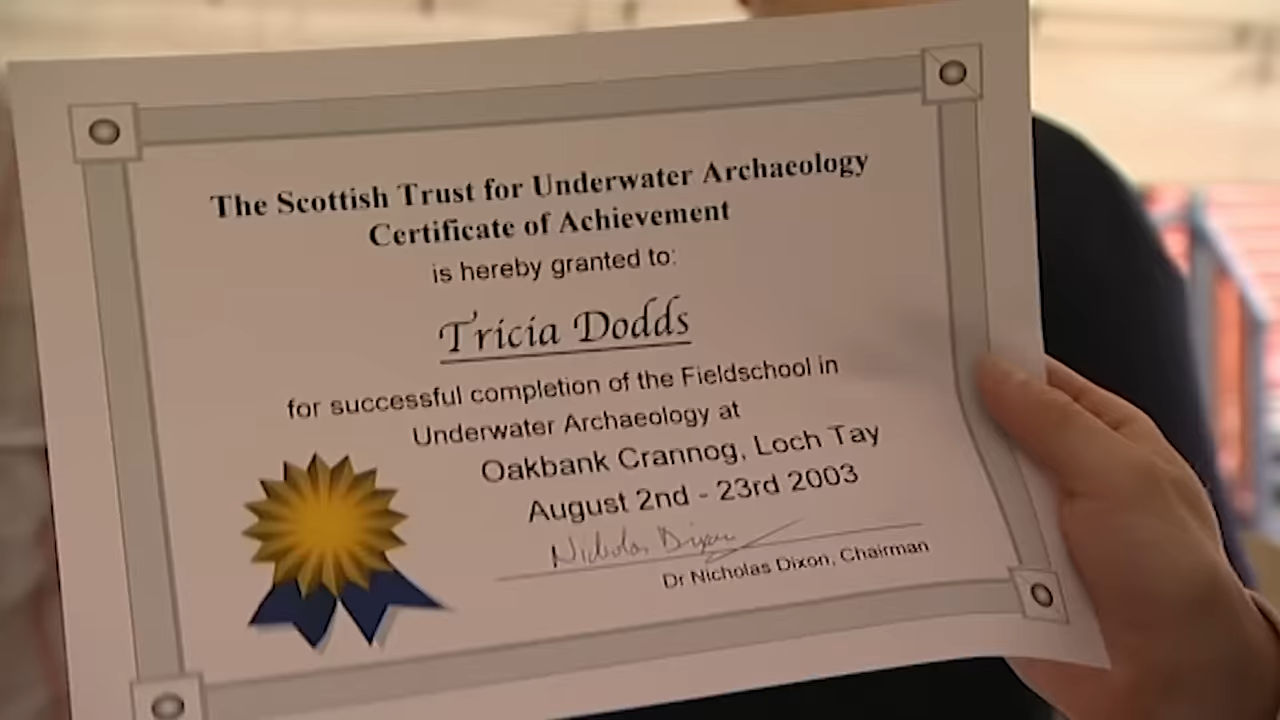 The Scottish Trust for Underwater Archaeology
Certificate of Achievement
is hereby granted to:
Tricia Dodds
for successful completion of the Fieldschool in
Underwater Archaeology at
Oakbank Crannog, Loch Tay
August 2nd - 23rd 2003
Nicholas Dixon
Dr Nicholas Dixon, Chairman